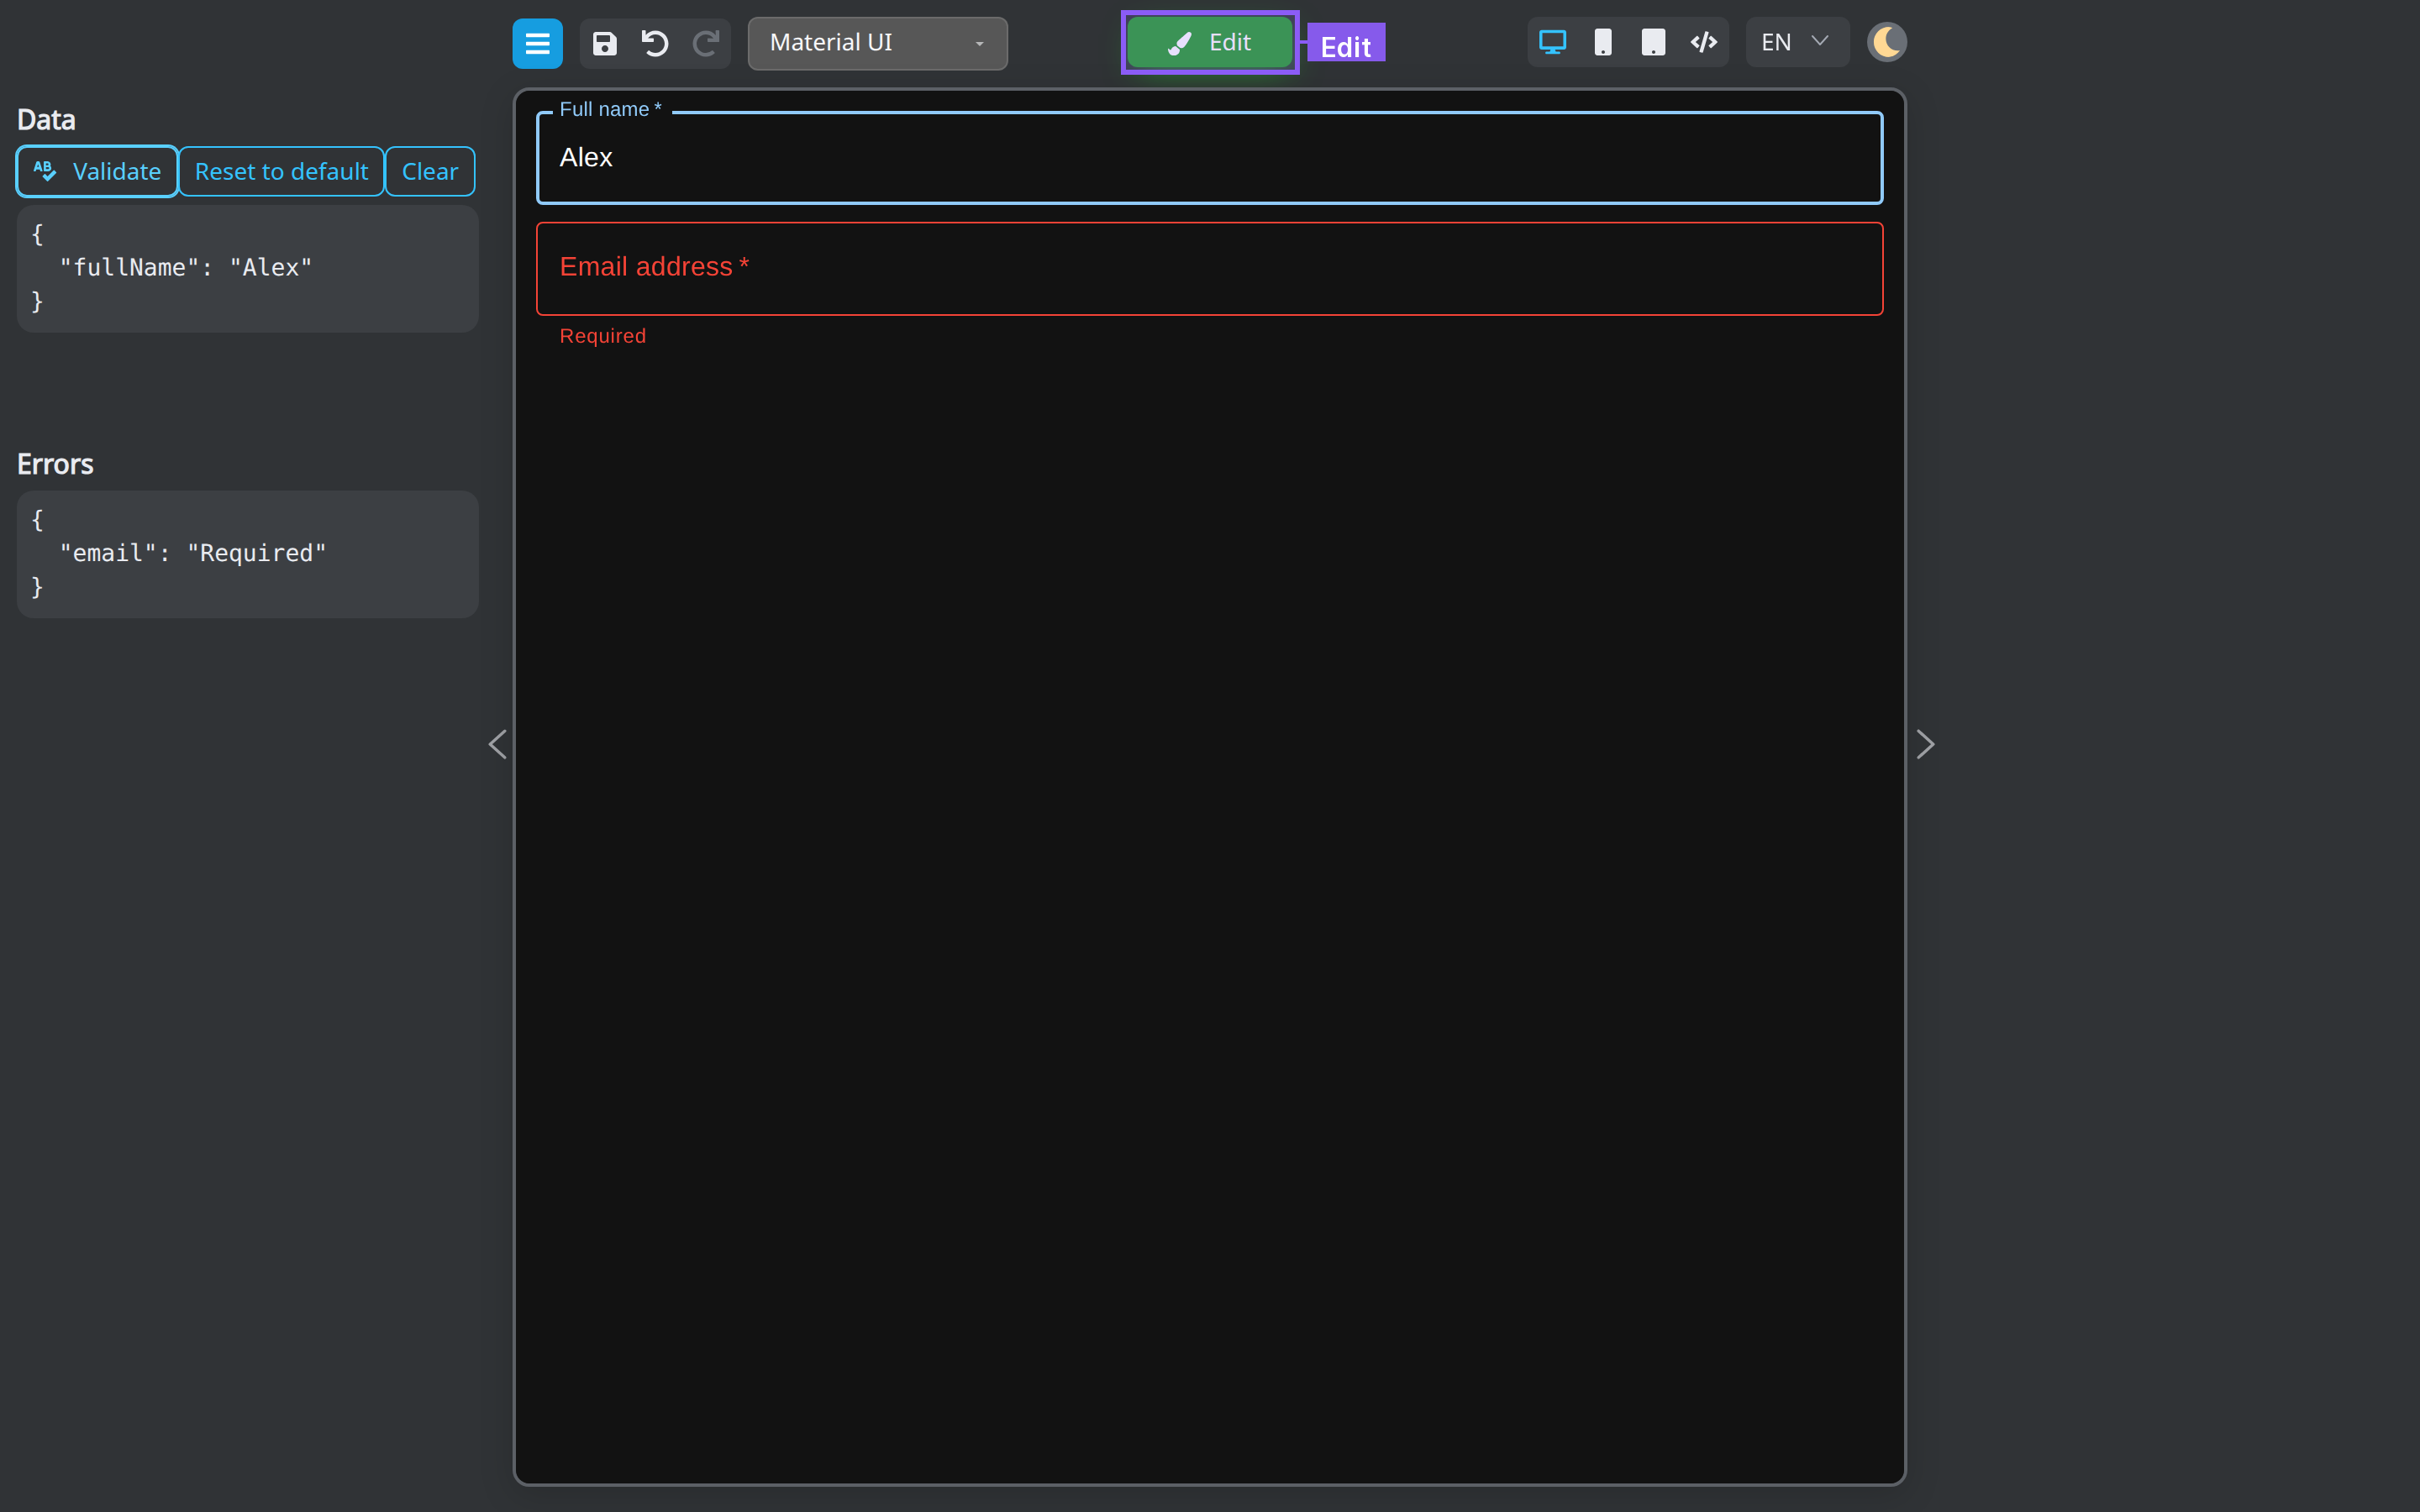 Material UI
Edit
Edit
EN
Data
AB Validate
Reset to default
Clear
{
"fullName": "Alex"
}
Errors
{
"email": "Required"
}
Full name *
Alex
Email address *
Required